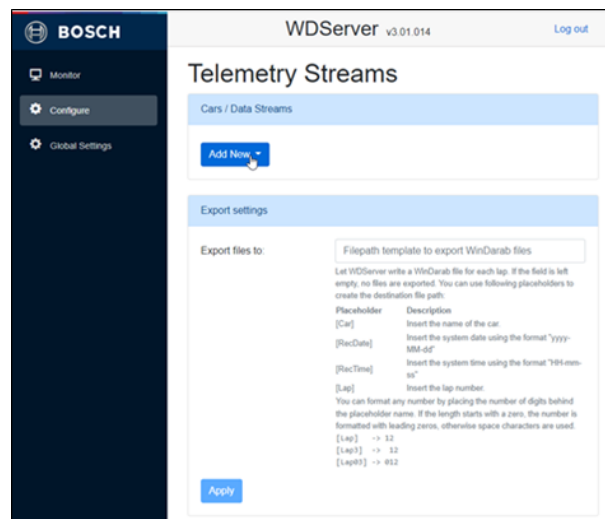 BOSCH
WDServer v3.01.014
Log out
Monitor
Configure
Global Settings
Telemetry Streams
Cars / Data Streams
Add New
Export settings
Export files to:
Filepath template to export WinDarab files
Let WDServer write a WinDarab file for each lap. If the field is left
empty, no files are exported. You can use following placeholders to
create the destination file path:
Placeholder Description
[Car] Insert the name of the car.
[RecDate] Insert the system date using the format "yyyy-
MM-dd"
[RecTime] Insert the system time using the format "HH-mm-
ss"
[Lap] Insert the lap number.
You can format any number by placing the number of digits behind
the placeholder name. If the length starts with a zero, the number is
formatted with leading zeros, otherwise space characters are used.
[Lap] -> 12
[Lap3] -> 12
[Lap03] -> 012
Apply